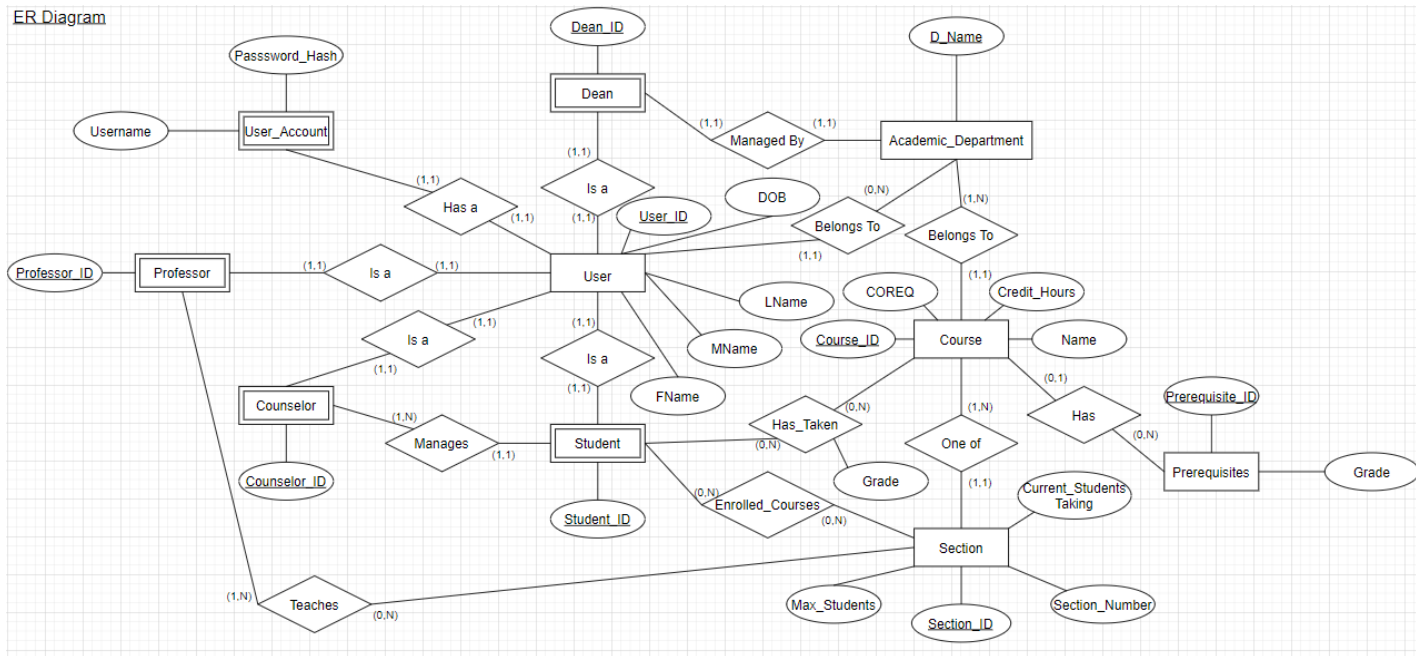 ER Diagram
Dean_ID
D_Name
Passsword_Hash
Dean
Username
User_Account
(1,1)
(1,1)
Managed By
Academic_Department
(1,1)
(1,1)
Is a
(0,N)
(1,N)
DOB
Has a
(1,1)
(1,1)
User_ID
Belongs To
Belongs To
(1,1)
Professor_ID
Professor
(1,1)
Is a
(1,1)
User
(1,1)
COREQ
Credit_Hours
LName
(1,1)
(1,1)
Is a
Course_ID
Course
Name
MName
Is a
(1,1)
(0,1)
(1,1)
FName
Prerequisite_ID
Counselor
(1,N)
(0,N)
(1,N)
Has
Has_Taken
(0,N)
Manages
(1,1)
Student
(0,N)
One of
Prerequisites
Grade
Counselor_ID
Grade
(1,1)
Current_Students
Taking
(0,N)
Enrolled_Courses
(0,N)
Student_ID
Section
(1,N)
Teaches
(0,N)
Max_Students
Section_ID
Section_Number